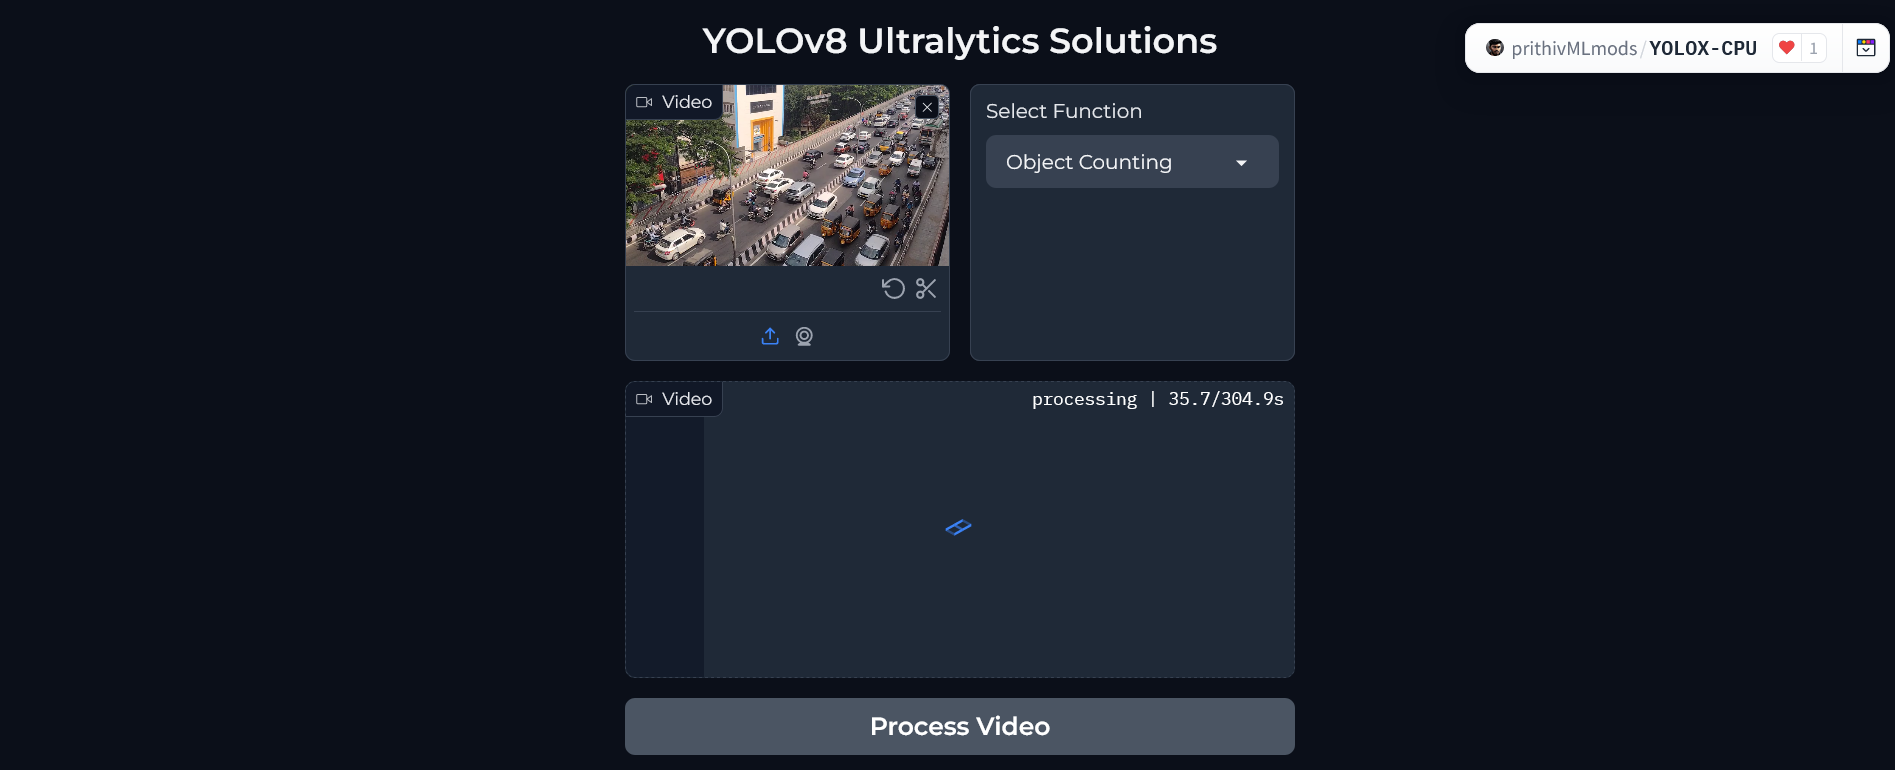 YOLOv8 Ultralytics Solutions
prithivMLmods/YOLOX-CPU 1
Video
Select Function
Object Counting
Video
processing | 35.7/304.9s
Process Video